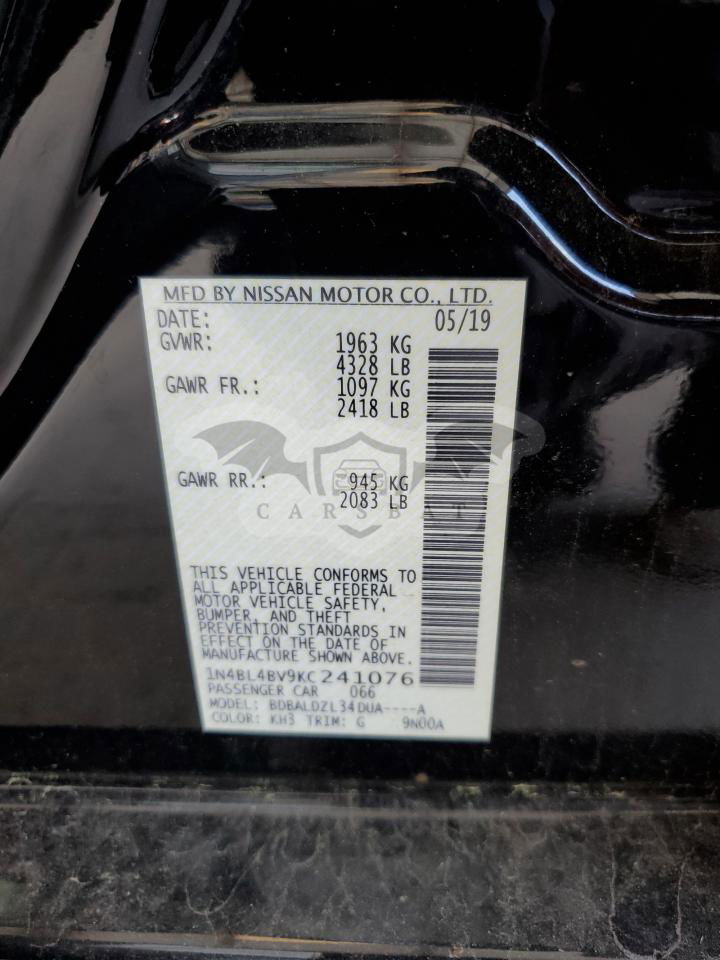 MFD BY NISSAN MOTOR CO., LTD.
DATE: 05/19
GVWR: 1963 KG
4328 LB
GAWR FR.: 1097 KG
2418 LB
GAWR RR.: 945 KG
2083 LB
CARSBAT
THIS VEHICLE CONFORMS TO
ALL APPLICABLE FEDERAL
MOTOR VEHICLE SAFETY,
BUMPER, AND THEFT
PREVENTION STANDARDS IN
EFFECT ON THE DATE OF
MANUFACTURE SHOWN ABOVE.
1N4BL4BV9KC241076
PASSENGER CAR 066
MODEL: BDBALDZL34DUA----A
COLOR: KH3 TRIM: G 9N00A